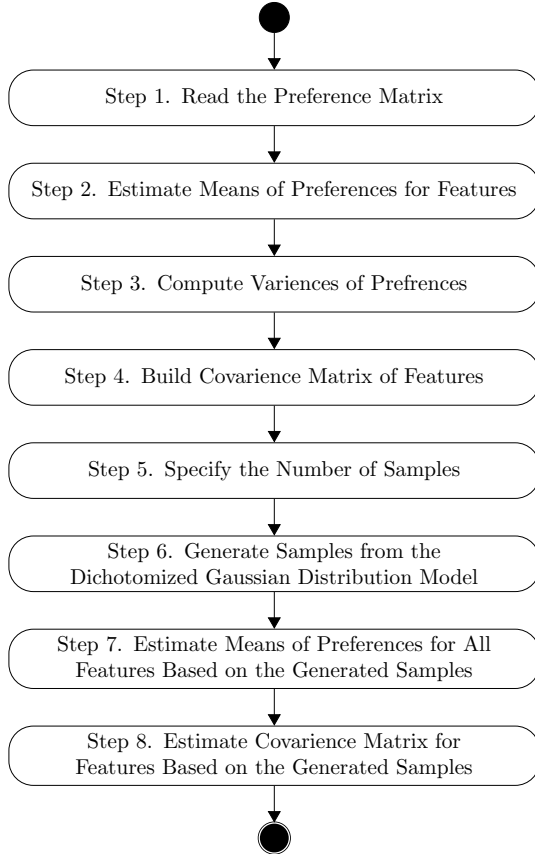 Step 1. Read the Preference Matrix
Step 2. Estimate Means of Preferences for Features
Step 3. Compute Variences of Prefrences
Step 4. Build Covarience Matrix of Features
Step 5. Specify the Number of Samples
Step 6. Generate Samples from the
Dichotomized Gaussian Distribution Model
Step 7. Estimate Means of Preferences for All
Features Based on the Generated Samples
Step 8. Estimate Covarience Matrix for
Features Based on the Generated Samples